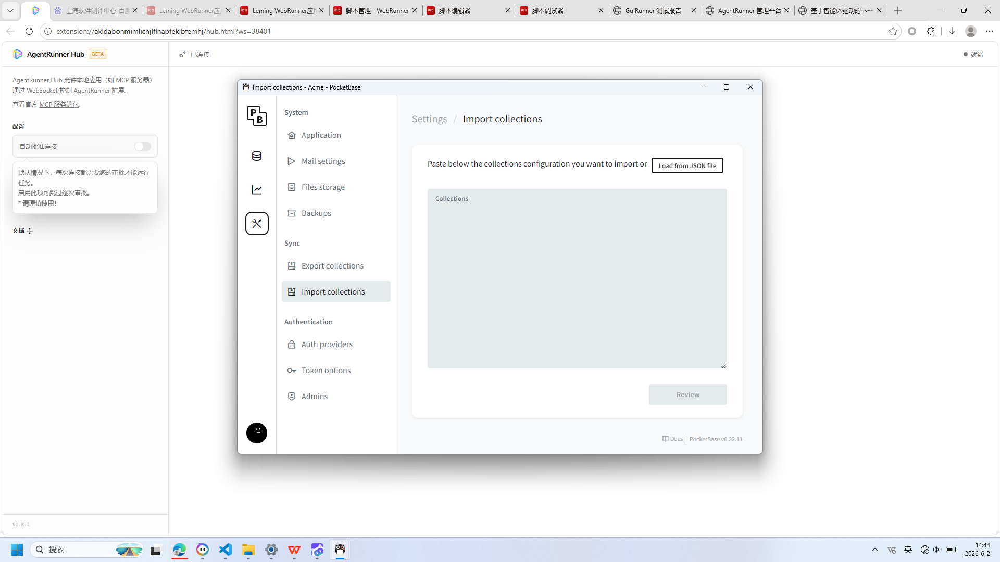 上海软件测评中心_百
Leming WebRunner应
Leming WebRunner应
脚本管理 - WebRunner
脚本编辑器
脚本调试器
GuiRunner 测试报告
AgentRunner 管理平台
基于智能体驱动的下一
extension://akldabonmimlicnjlflnapfeklbfemhj/hub.html?ws=38401
AgentRunner Hub BETA
已连接
就绪
AgentRunner Hub 允许本地应用（如 MCP 服务器）
通过 WebSocket 控制 AgentRunner 扩展。
查看官方 MCP 服务端包。
配置
自动批准连接
默认情况下，每次连接都需要您的审批才能运行
任务。
启用此项可跳过逐次审批。
* 请谨慎使用！
文档
v1.8.2
Import collections - Acme - PocketBase
PB
System
Application
Mail settings
Files storage
Backups
Sync
Export collections
Import collections
Authentication
Auth providers
Token options
Admins
Settings / Import collections
Paste below the collections configuration you want to import or Load from JSON file
Collections
Review
Docs | PocketBase v0.22.11
搜索
英
14:44
2026-6-2